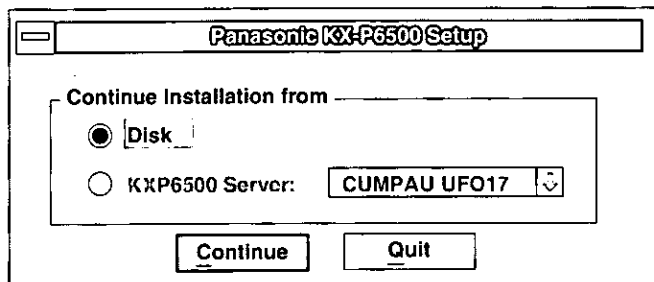 Panasonic KX-P6500 Setup
Continue Installation from
Disk
KXP6500 Server: CUMPAU UFO17
Continue Quit